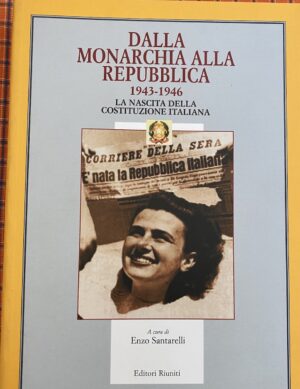 DALLA
MONARCHIA ALLA
REPUBBLICA
1943-1946
LA NASCITA DELLA
COSTITUZIONE ITALIANA
CORRIERE DELLA SERA
E' nata la Repubblica Italian
A cura di
Enzo Santarelli
Editori Riuniti